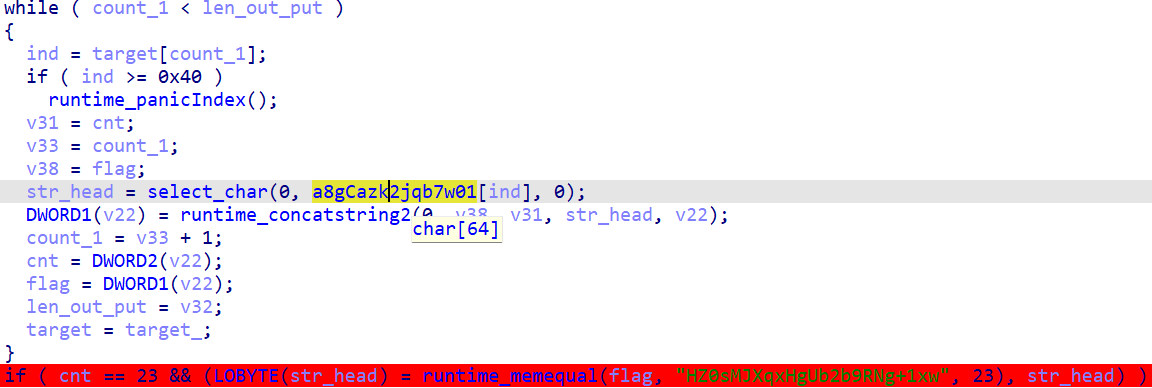 while ( count_1 < len_out_put )
{
ind = target[count_1];
if ( ind >= 0x40 )
runtime_panicIndex();
v31 = cnt;
v33 = count_1;
v38 = flag;
str_head = select_char(0, a8gCazk2jqb7w01[ind], 0);
DWORD1(v22) = runtime_concatstring2(0, v38, v31, str_head, v22);
char[64]
count_1 = v33 + 1;
cnt = DWORD2(v22);
flag = DWORD1(v22);
len_out_put = v32;
target = target_;
}
if ( cnt == 23 && (LOBYTE(str_head) = runtime_memequal(flag, "HZ0sMJXqxHgUb2b9RNg+1xw", 23), str_head) )